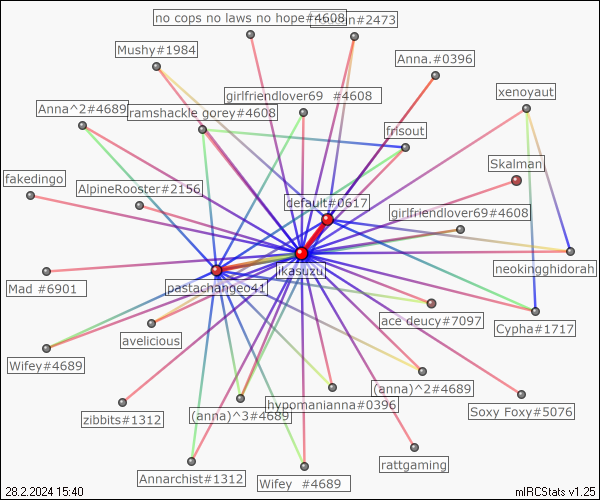 no cops no laws no hope#4608
n#2473
Mushy#1984
Anna.#0396
xenoyaut
girlfriendlover69 #4608
Anna^2#4689
ramshackle gorey#4608
frisout
Skalman
fakedingo
AlpineRooster#2156
default#0617
girlfriendlover69#4608
ikasuzu
neokingghidorah
Mad #6901
pastachange041
ace deucy#7097
Cypha#1717
avelicious
Wifey#4689
(anna)^2#4689
hypomanianna#0396
Soxy Foxy#5076
zibbits#1312
(anna)^3#4689
rattgaming
Annarchist#1312
Wifey #4689
28.2.2024 15:40
mIRCStats v1.25